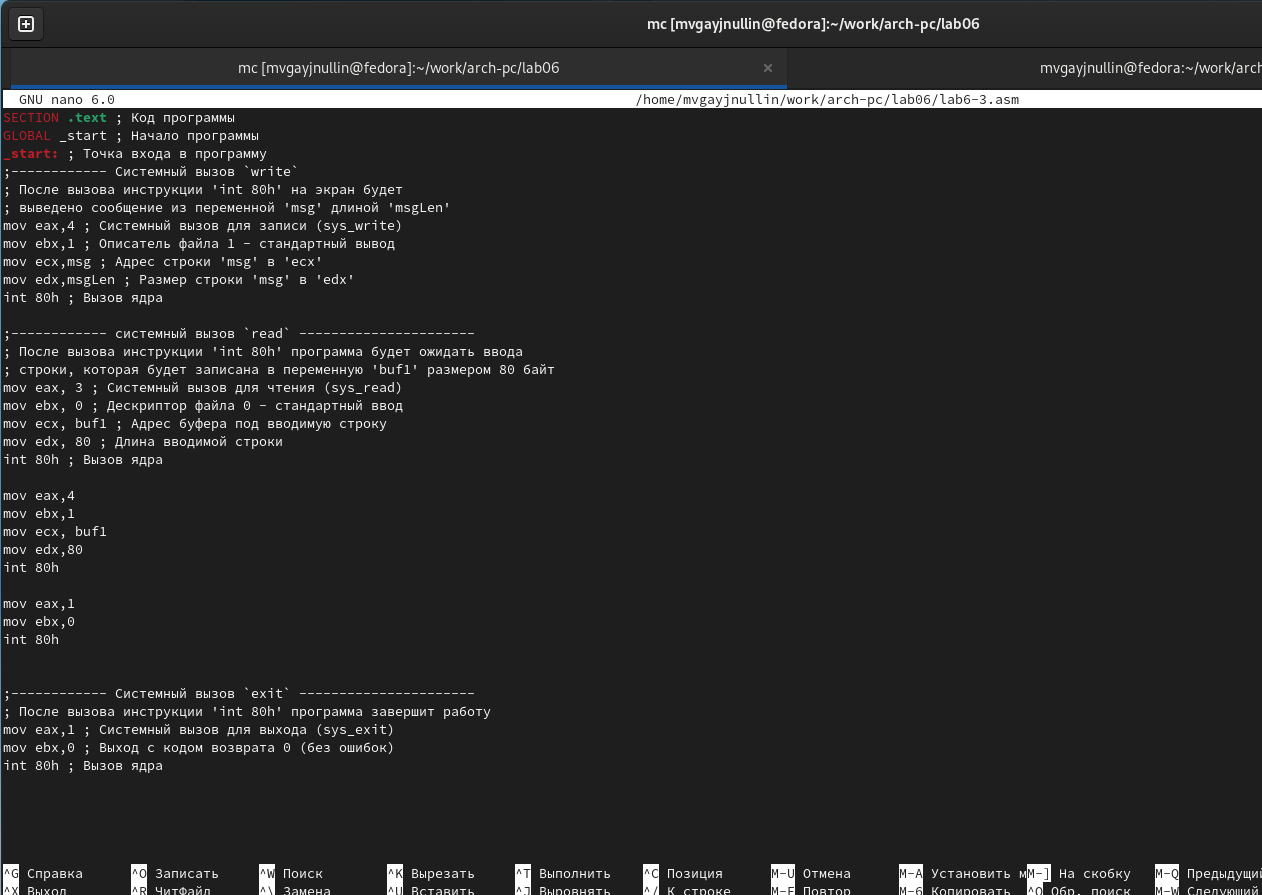 mc [mvgayjnullin@fedora]:~/work/arch-pc/lab06
mc [mvgayjnullin@fedora]:~/work/arch-pc/lab06 × mvgayjnullin@fedora:~/work/arch
GNU nano 6.0 /home/mvgayjnullin/work/arch-pc/lab06/lab6-3.asm
SECTION .text ; Код программы
GLOBAL _start ; Начало программы
_start: ; Точка входа в программу
;------------ Системный вызов `write`
; После вызова инструкции 'int 80h' на экран будет
; выведено сообщение из переменной 'msg' длиной 'msgLen'
mov eax,4 ; Системный вызов для записи (sys_write)
mov ebx,1 ; Описатель файла 1 - стандартный вывод
mov ecx,msg ; Адрес строки 'msg' в 'ecx'
mov edx,msgLen ; Размер строки 'msg' в 'edx'
int 80h ; Вызов ядра
;------------ системный вызов `read` ----------------------
; После вызова инструкции 'int 80h' программа будет ожидать ввода
; строки, которая будет записана в переменную 'buf1' размером 80 байт
mov eax, 3 ; Системный вызов для чтения (sys_read)
mov ebx, 0 ; Дескриптор файла 0 - стандартный ввод
mov ecx, buf1 ; Адрес буфера под вводимую строку
mov edx, 80 ; Длина вводимой строки
int 80h ; Вызов ядра
mov eax,4
mov ebx,1
mov ecx, buf1
mov edx,80
int 80h
mov eax,1
mov ebx,0
int 80h
;------------ Системный вызов `exit` ----------------------
; После вызова инструкции 'int 80h' программа завершит работу
mov eax,1 ; Системный вызов для выхода (sys_exit)
mov ebx,0 ; Выход с кодом возврата 0 (без ошибок)
int 80h ; Вызов ядра
^G Справка ^O Записать ^W Поиск ^K Вырезать ^T Выполнить ^C Позиция M-U Отмена M-A Установить м M-] На скобку M-Q Предыдущи
^X Выход ^R ЧитФайл ^\ Замена ^U Вставить ^J Выровнять ^/ К строке M-E Повтор M-6 Копировать ^Q Обр. поиск M-W Следующий